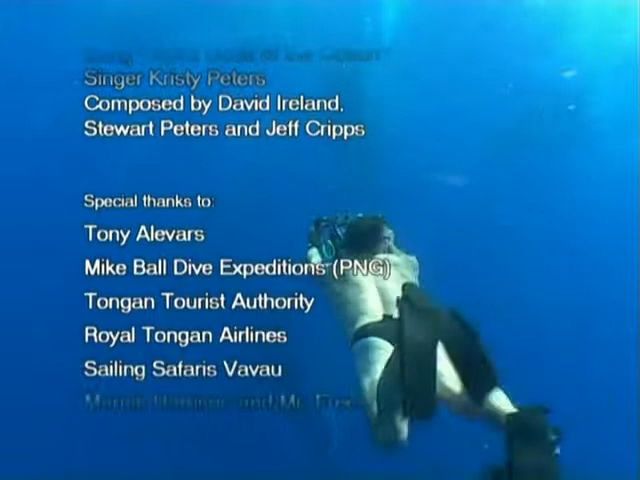 Singer Kristy Peters
Composed by David Ireland,
Stewart Peters and Jeff Cripps
Special thanks to:
Tony Alevars
Mike Ball Dive Expeditions (PNG)
Tongan Tourist Authority
Royal Tongan Airlines
Sailing Safaris Vavau